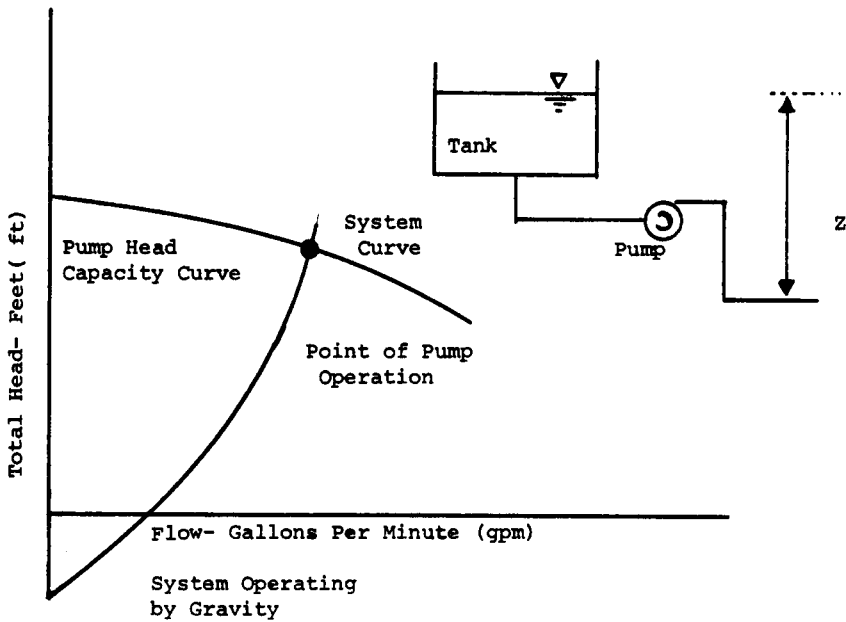 Tank
System
Curve
Pump Head
Capacity Curve
Pump
Z
Point of Pump
Operation
Total Head- Feet( ft)
Flow- Gallons Per Minute (gpm)
System Operating
by Gravity